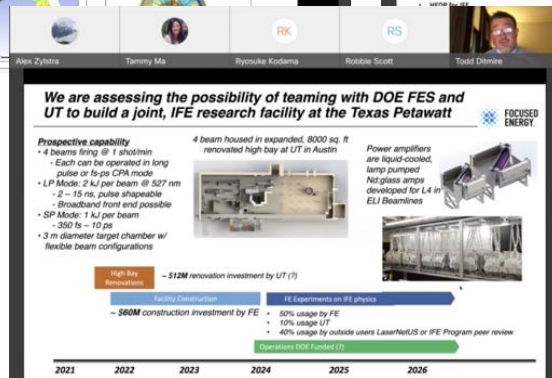 HEDP for IFE
RK
RS
Alex Zylstra
Tammy Ma
Ryosuke Kodama
Robbie Scott
Todd Ditmire
We are assessing the possibility of teaming with DOE FES and
UT to build a joint, IFE research facility at the Texas Petawatt
FOCUSED
ENERGY.
Prospective capability
• 4 beams firing @ 1 shot/min
- Each can be operated in long
pulse or fs-ps CPA mode
• LP Mode: 2 kJ per beam @ 527 nm
- 2 – 15 ns, pulse shapeable
- Broadband front end possible
• SP Mode: 1 kJ per beam
- 350 fs – 10 ps
• 3 m diameter target chamber w/
flexible beam configurations
4 beam housed in expanded, 8000 sq. ft
renovated high bay at UT in Austin
Power amplifiers
are liquid-cooled,
lamp pumped
Nd:glass amps
developed for L4 in
ELI Beamlines
High Bay
Renovations
~ $12M renovation investment by UT (?)
Facility Construction
FE Experiments on IFE physics
~ $60M construction investment by FE
• 50% usage by FE
• 10% usage UT
• 40% usage by outside users LaserNetUS or IFE Program peer review
Operations DOE Funded (?)
2021
2022
2023
2024
2025
2026